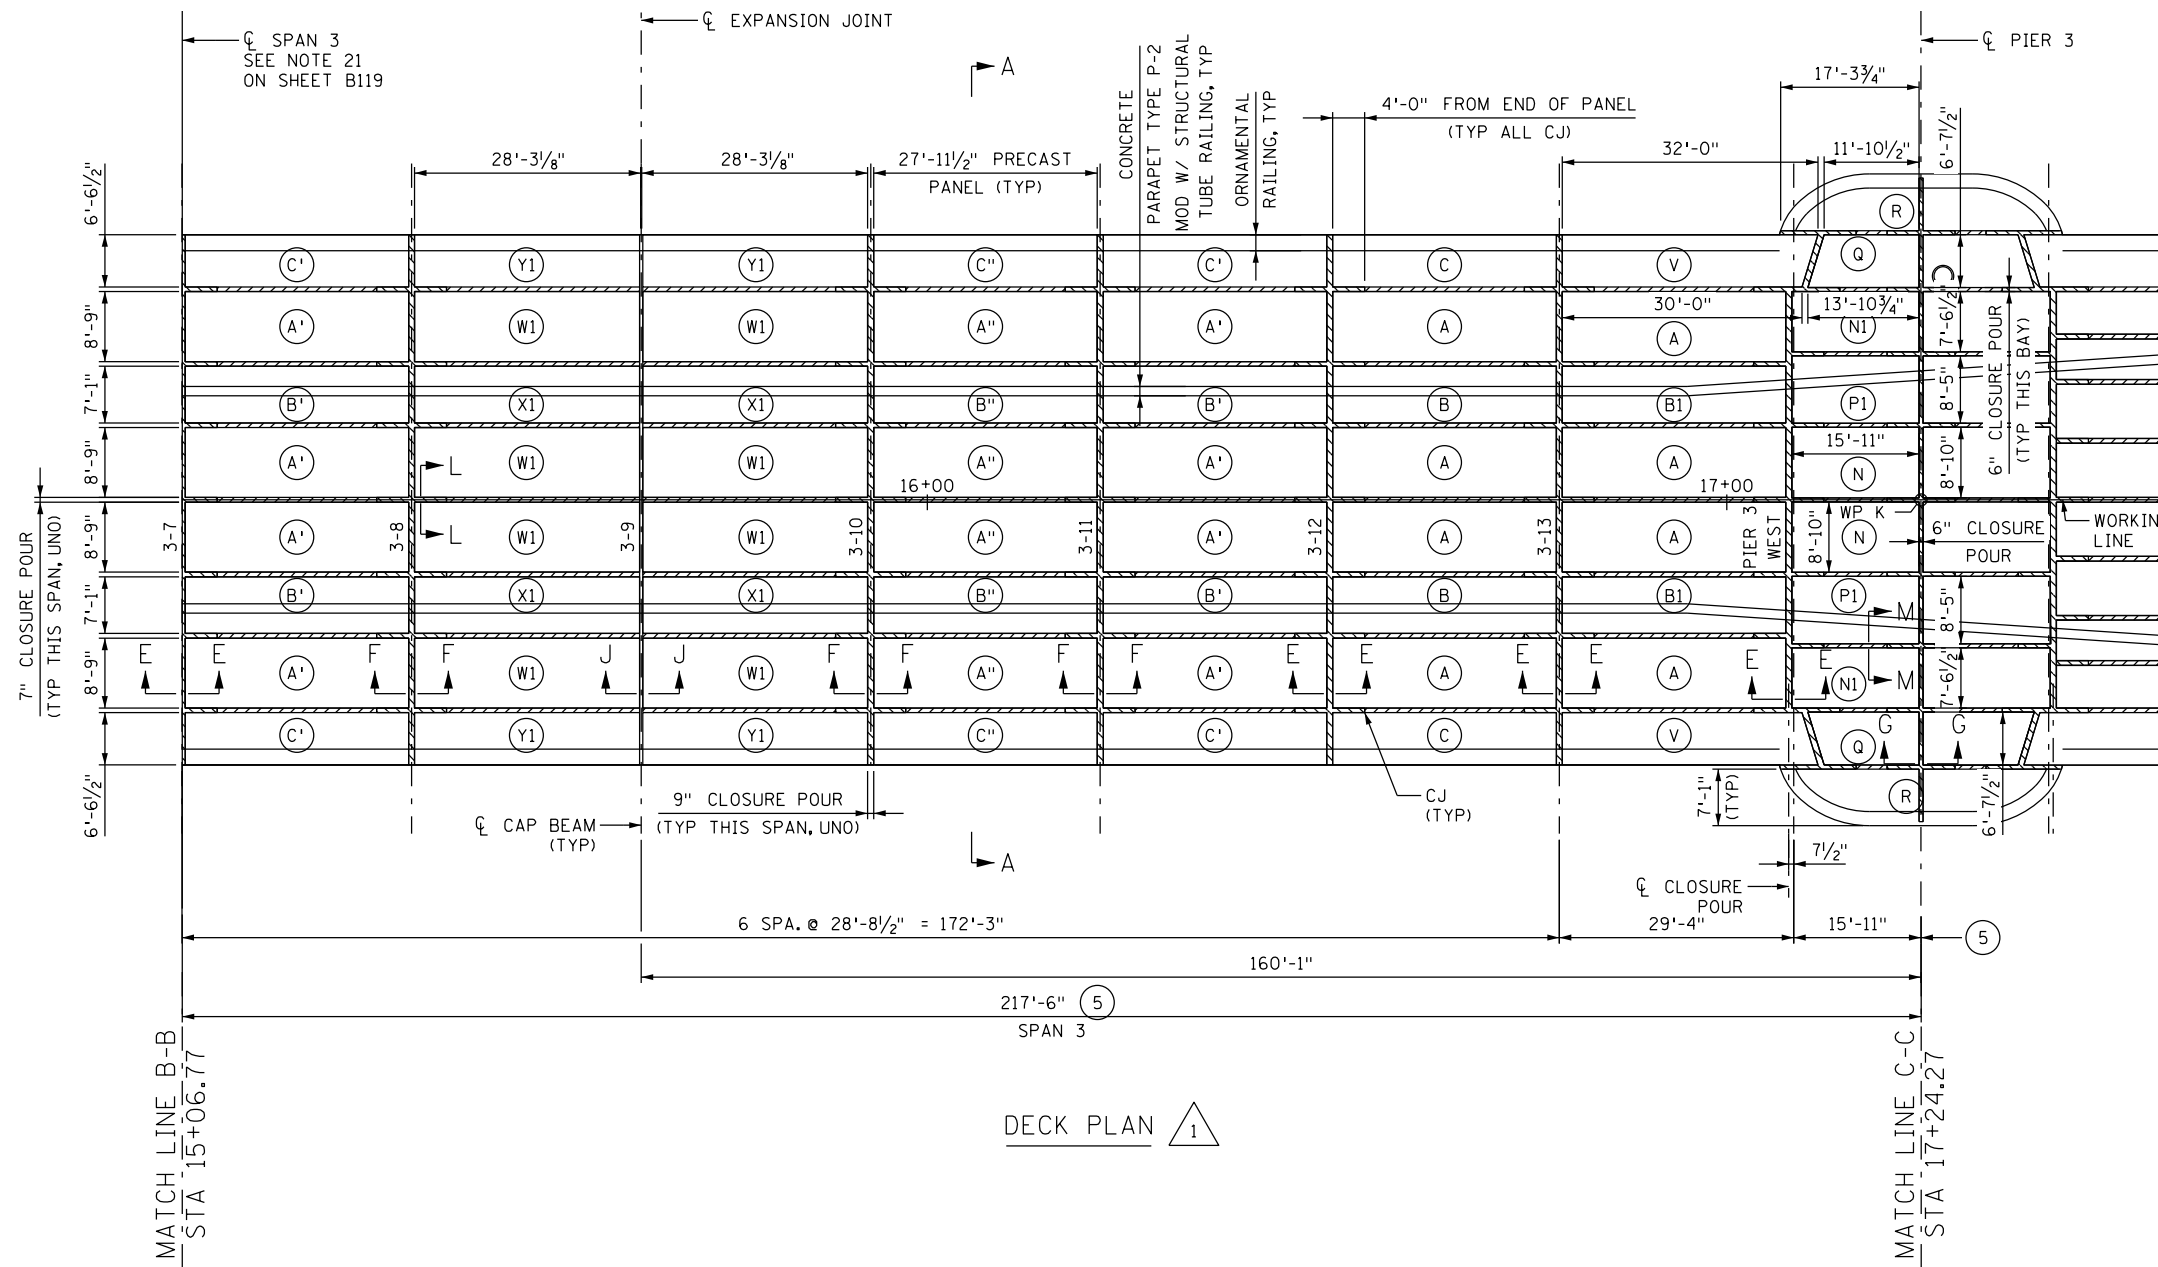 ℄ EXPANSION JOINT
℄ SPAN 3
SEE NOTE 21
ON SHEET B119
A
℄ PIER 3
CONCRETE
PARAPET TYPE P-2
MOD W/ STRUCTURAL
TUBE RAILING, TYP
ORNAMENTAL
RAILING, TYP
4'-0" FROM END OF PANEL
(TYP ALL CJ)
17'-3¾"
28'-3⅛"
28'-3⅛"
27'-11½" PRECAST
PANEL (TYP)
32'-0"
11'-10½"
6'-7½"
6'-6½"
R
C' Y1 Y1 C" C' C V Q
8'-9"
A' W1 W1 A" A' A A N1
30'-0"
13'-10¾"
7'-6½"
6" CLOSURE POUR
(TYP THIS BAY)
7'-1"
B' X1 X1 B" B' B B1 P1
8'-5"
8'-9"
A' W1 W1 A" A' A A N
L
15'-11"
8'-10"
16+00
17+00
WP K
7" CLOSURE POUR
(TYP THIS SPAN, UNO)
3-7
3-8
3-9
3-10
3-11
3-12
3-13
PIER 3
WEST
8'-9"
A' W1 W1 A" A' A A N
L
8'-10"
6" CLOSURE
POUR
WORKIN
LINE
7'-1"
B' X1 X1 B" B' B B1 P1
M
8'-5"
8'-9"
E E F F J J F F F F E E E E E E
A' W1 W1 A" A' A A N1
M
7'-6½"
6'-6½"
C' Y1 Y1 C" C' C V Q
G G
R
7'-1"
(TYP)
6'-7½"
9" CLOSURE POUR
(TYP THIS SPAN, UNO)
℄ CAP BEAM
(TYP)
CJ
(TYP)
A
7½"
℄ CLOSURE
POUR
6 SPA. @ 28'-8½" = 172'-3"
29'-4"
15'-11"
5
160'-1"
217'-6" 5
SPAN 3
MATCH LINE B-B
STA 15+06.77
MATCH LINE C-C
STA 17+24.27
DECK PLAN 1